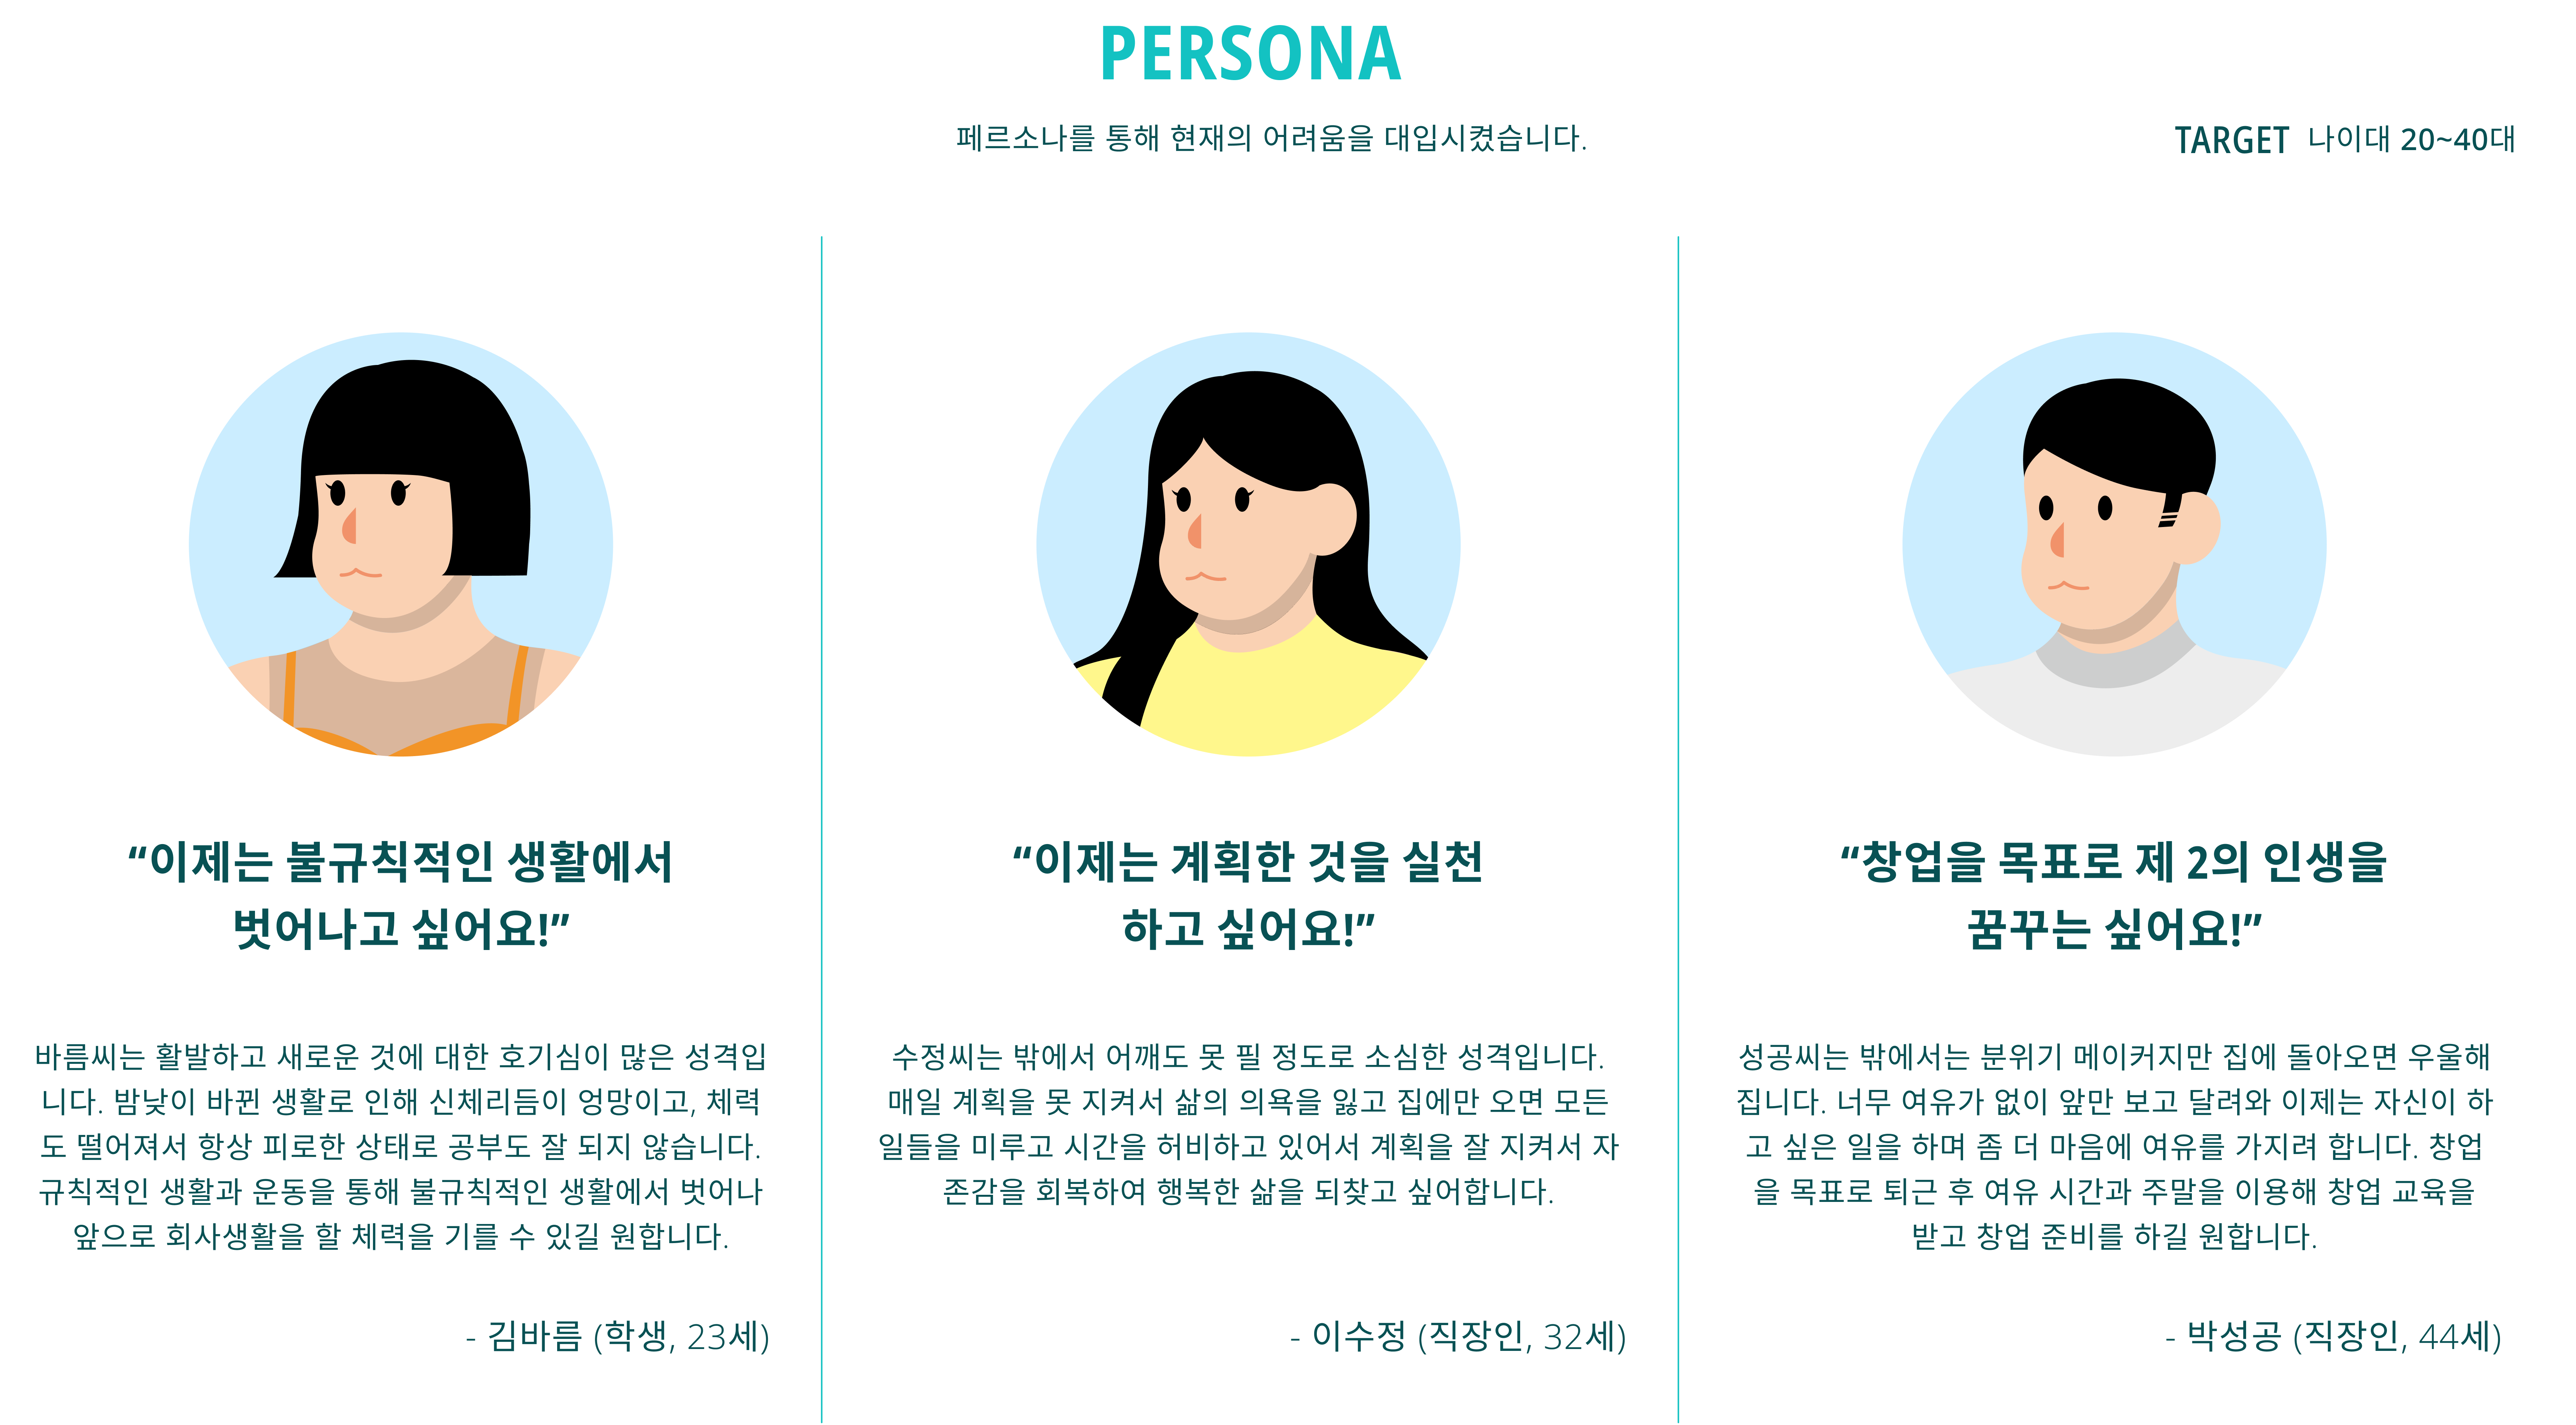 PERSONA
페르소나를 통해 현재의 어려움을 대입시켰습니다.
TARGET 나이대 20~40대
“이제는 불규칙적인 생활에서
벗어나고 싶어요!”
바름씨는 활발하고 새로운 것에 대한 호기심이 많은 성격입
니다. 밤낮이 바뀐 생활로 인해 신체리듬이 엉망이고, 체력
도 떨어져서 항상 피로한 상태로 공부도 잘 되지 않습니다.
규칙적인 생활과 운동을 통해 불규칙적인 생활에서 벗어나
앞으로 회사생활을 할 체력을 기를 수 있길 원합니다.
- 김바름 (학생, 23세)
“이제는 계획한 것을 실천
하고 싶어요!”
수정씨는 밖에서 어깨도 못 필 정도로 소심한 성격입니다.
매일 계획을 못 지켜서 삶의 의욕을 잃고 집에만 오면 모든
일들을 미루고 시간을 허비하고 있어서 계획을 잘 지켜서 자
존감을 회복하여 행복한 삶을 되찾고 싶어합니다.
- 이수정 (직장인, 32세)
“창업을 목표로 제 2의 인생을
꿈꾸는 싶어요!”
성공씨는 밖에서는 분위기 메이커지만 집에 돌아오면 우울해
집니다. 너무 여유가 없이 앞만 보고 달려와 이제는 자신이 하
고 싶은 일을 하며 좀 더 마음에 여유를 가지려 합니다. 창업
을 목표로 퇴근 후 여유 시간과 주말을 이용해 창업 교육을
받고 창업 준비를 하길 원합니다.
- 박성공 (직장인, 44세)